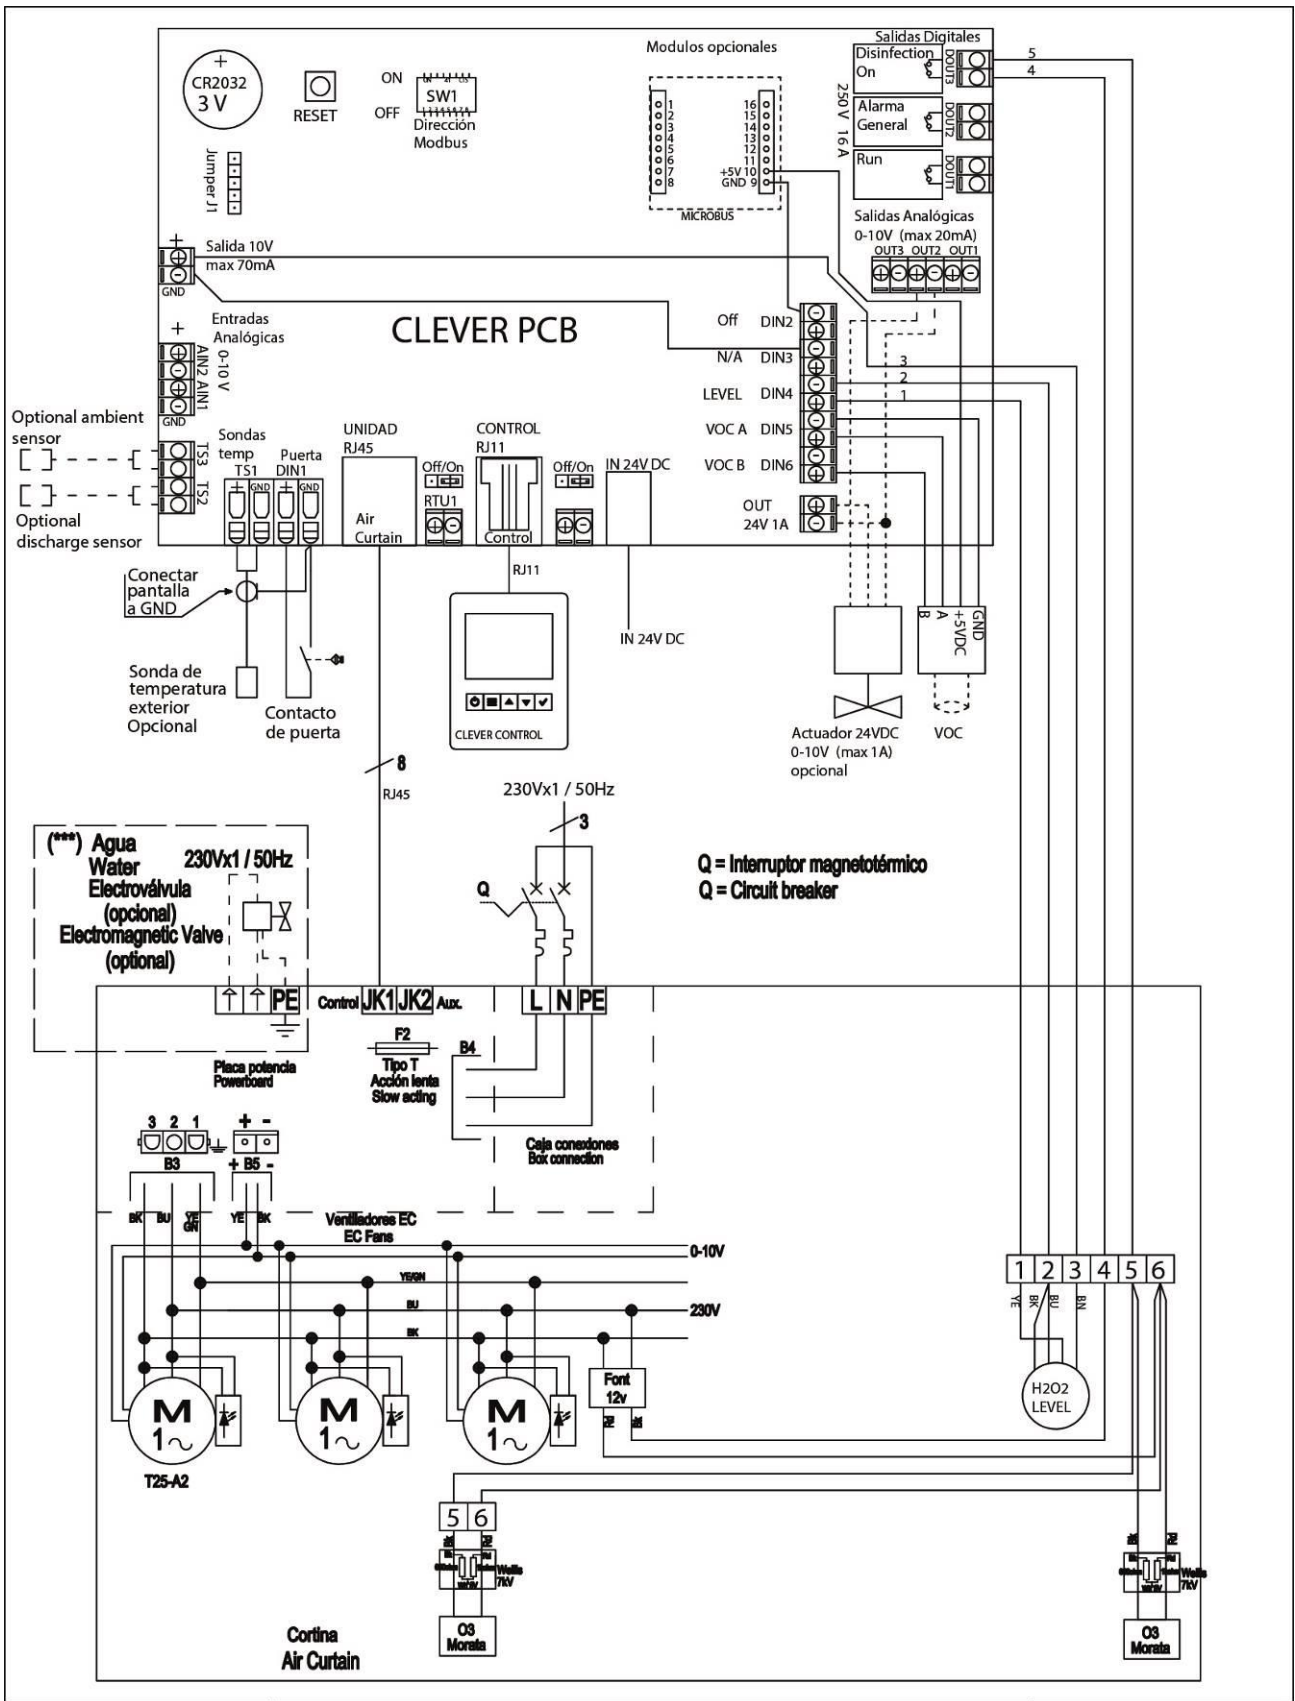 Salidas Digitales
CR2032
3 V
RESET
ON
OFF
SW1
Dirección
Modbus
Jumper J1
Modulos opcionales
1
2
3
4
5
6
7
8
16
15
14
13
12
11
+5V 10
GND 9
MICROBUS
Disinfection
On
DOUT3
5
4
250 V 16 A
Alarma
General
DOUT2
Run
DOUT1
Salidas Analógicas
0-10V (max 20mA)
OUT3 OUT2 OUT1
Salida 10V
max 70mA
GND
Entradas
Analógicas
0-10 V
AIN2 AIN1
GND
CLEVER PCB
Off DIN2
N/A DIN3
LEVEL DIN4
VOC A DIN5
VOC B DIN6
3
2
1
OUT
24V 1A
Optional ambient
sensor
Optional
discharge sensor
TS3
TS2
Sondas
temp
TS1
GND
Puerta
DIN1
GND
UNIDAD
RJ45
Air
Curtain
Off/On
RTU1
CONTROL
RJ11
Control
Off/On
IN 24V DC
RJ11
IN 24V DC
Conectar
pantalla
a GND
Sonda de
temperatura
exterior
Opcional
Contacto
de puerta
CLEVER CONTROL
B
A
+5VDC
GND
Actuador 24VDC
0-10V (max 1A)
opcional
VOC
8
RJ45
230Vx1 / 50Hz
3
Q
Q = Interruptor magnetotérmico
Q = Circuit breaker
(***) Agua
Water
Electroválvula
(opcional)
Electromagnetic Valve
(optional)
230Vx1 / 50Hz
PE
Control JK1 JK2 Aux.
L N PE
F2
Tipo T
Acción lenta
Slow acting
B4
Placa potencia
Powerboard
Caja conexiones
Box connection
3 2 1
B3
+ -
+ B5 -
BK BU YE
GN
YE BK
Ventiladores EC
EC Fans
0-10V
YE/GN
BU
230V
BK
M
1~
M
1~
M
1~
T25-A2
Font
12v
Rd
Bk
1 2 3 4 5 6
YE
BK
BU
BN
H2O2
LEVEL
5 6
Bk
Rd
Wells
7kV
O3
Morata
Bk
Rd
Wells
7kV
O3
Morata
Cortina
Air Curtain